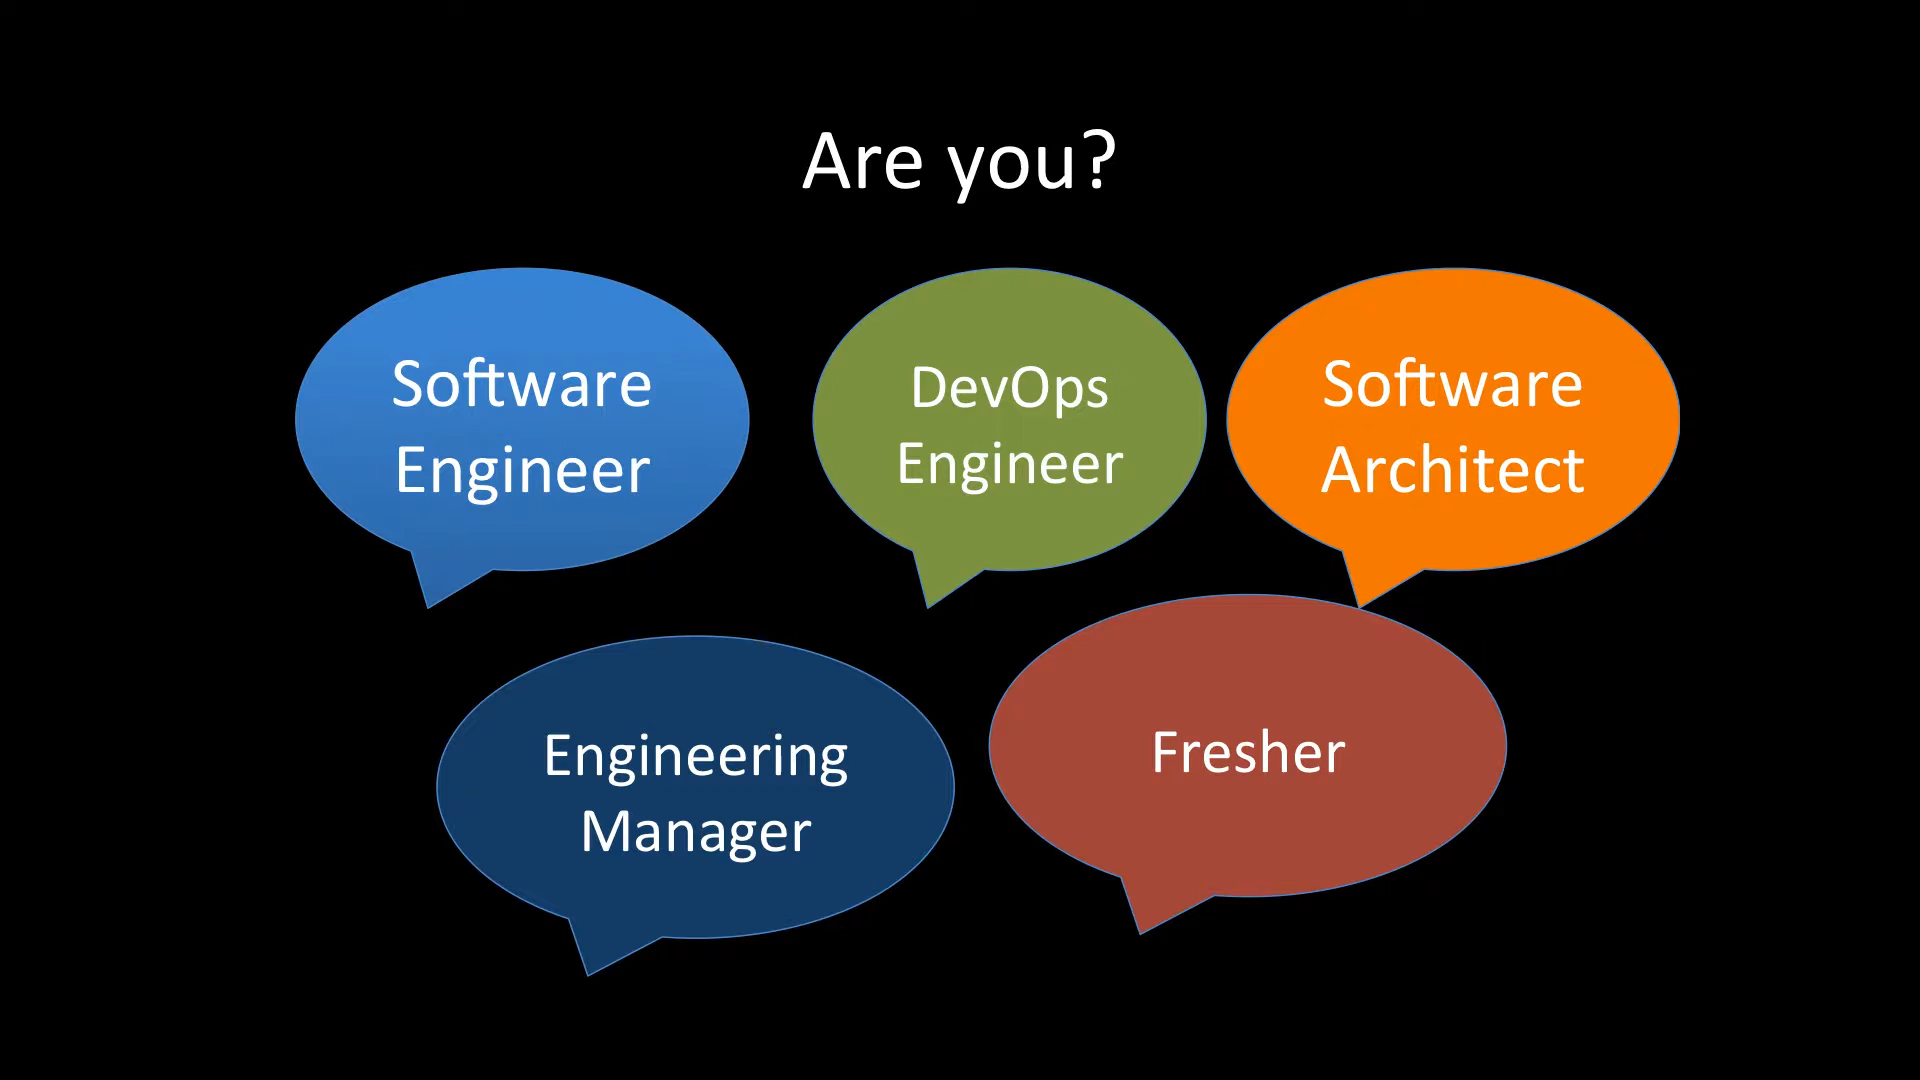 Are you?
Software
Engineer
DevOps
Engineer
Software
Architect
Engineering
Manager
Fresher